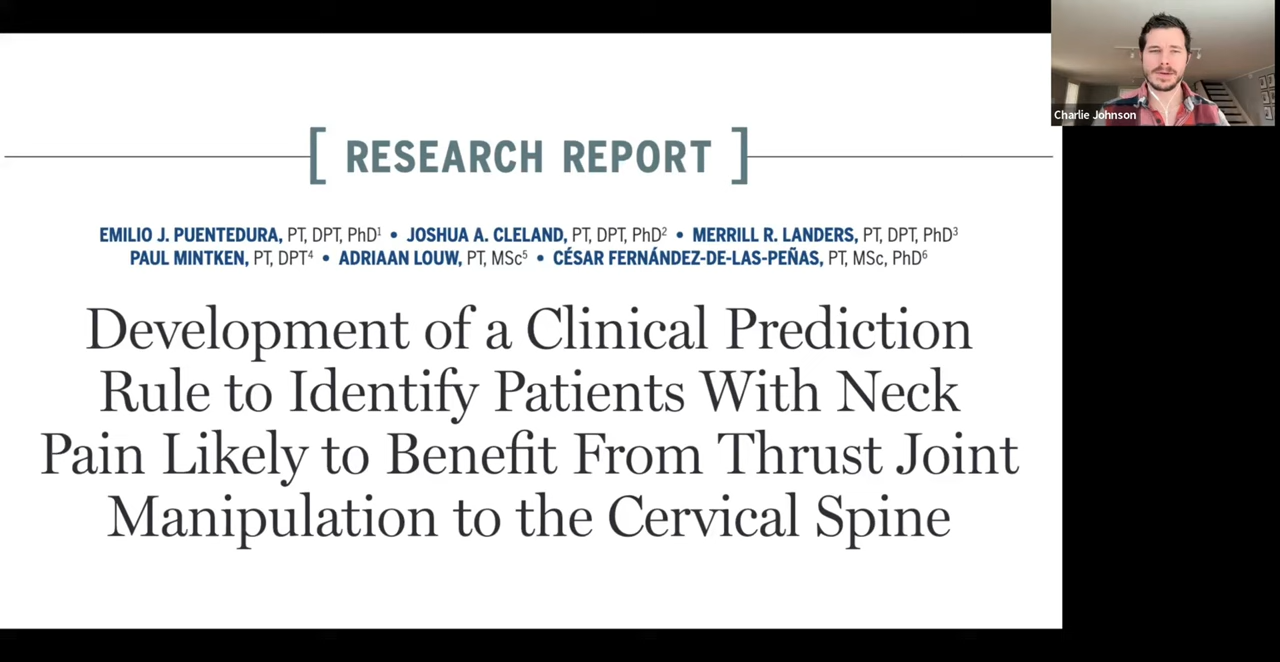 [ RESEARCH REPORT ]
EMILIO J. PUENTEDURA, PT, DPT, PhD¹ • JOSHUA A. CLELAND, PT, DPT, PhD² • MERRILL R. LANDERS, PT, DPT, PhD³
PAUL MINTKEN, PT, DPT⁴ • ADRIAAN LOUW, PT, MSc⁵ • CÉSAR FERNÁNDEZ-DE-LAS-PEÑAS, PT, MSc, PhD⁶
Development of a Clinical Prediction
Rule to Identify Patients With Neck
Pain Likely to Benefit From Thrust Joint
Manipulation to the Cervical Spine
Charlie Johnson